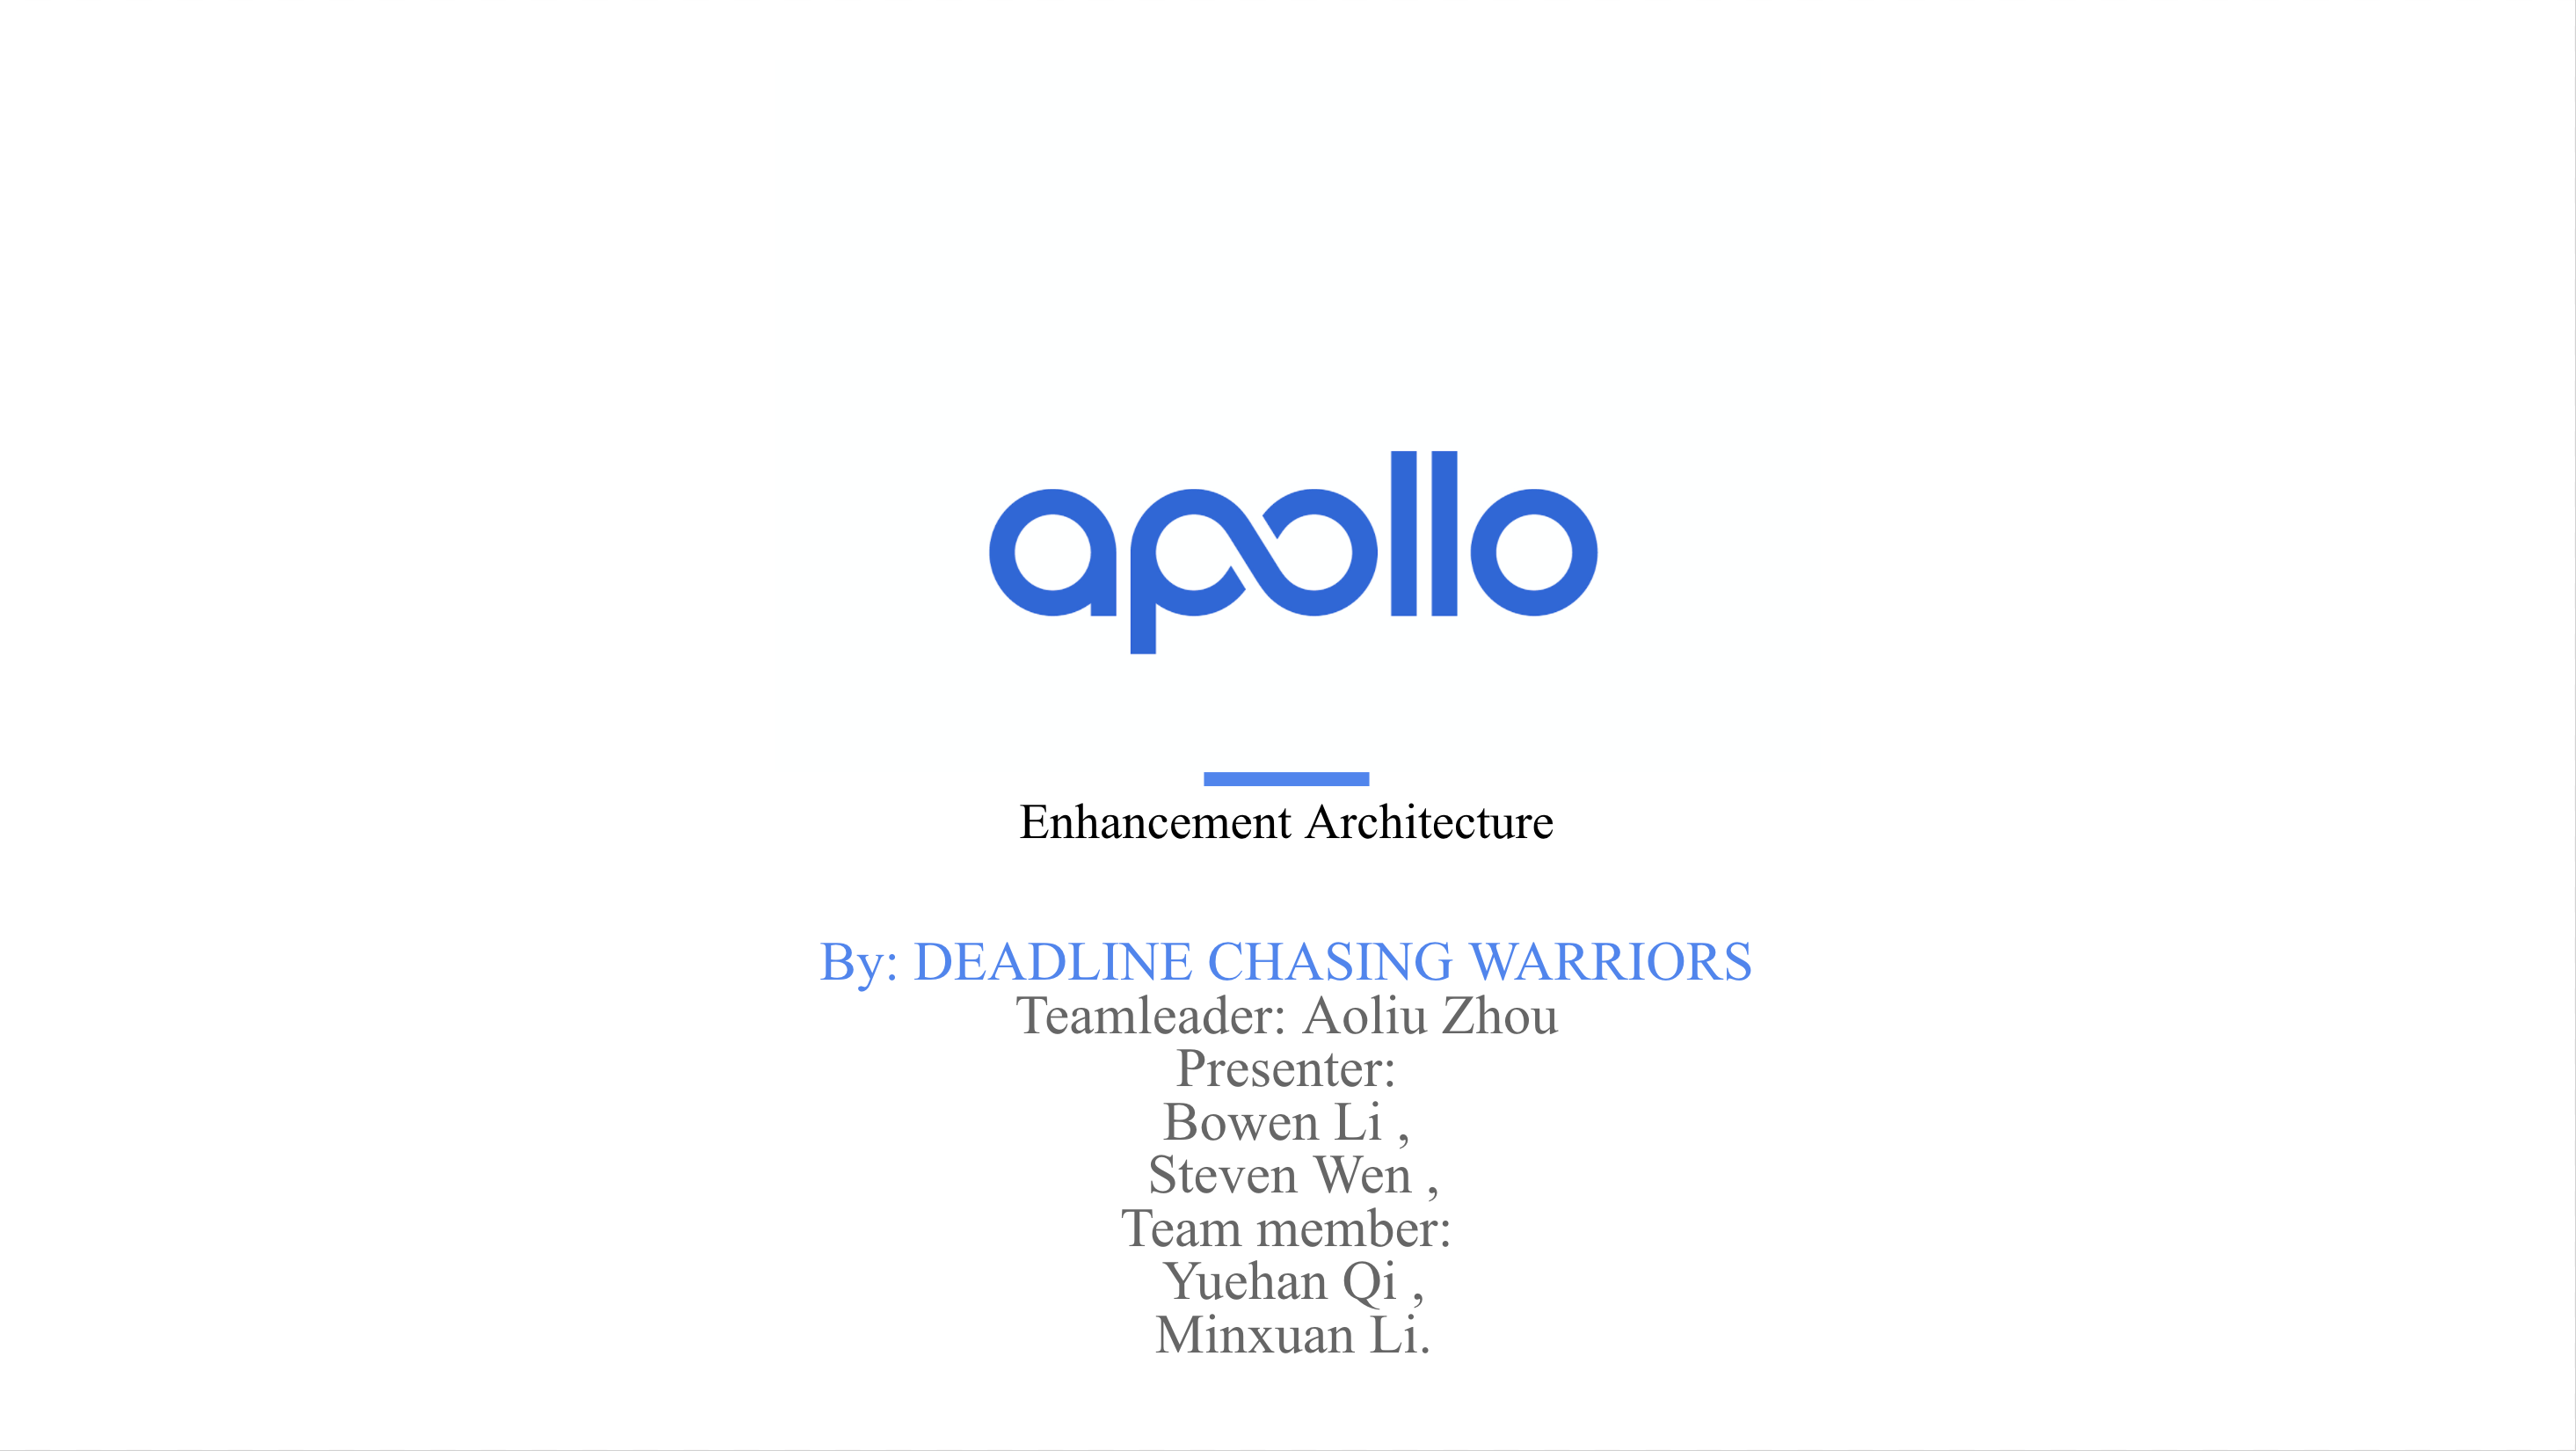 apollo
Enhancement Architecture
By: DEADLINE CHASING WARRIORS
Teamleader: Aoliu Zhou
Presenter:
Bowen Li ,
Steven Wen ,
Team member:
Yuehan Qi ,
Minxuan Li.